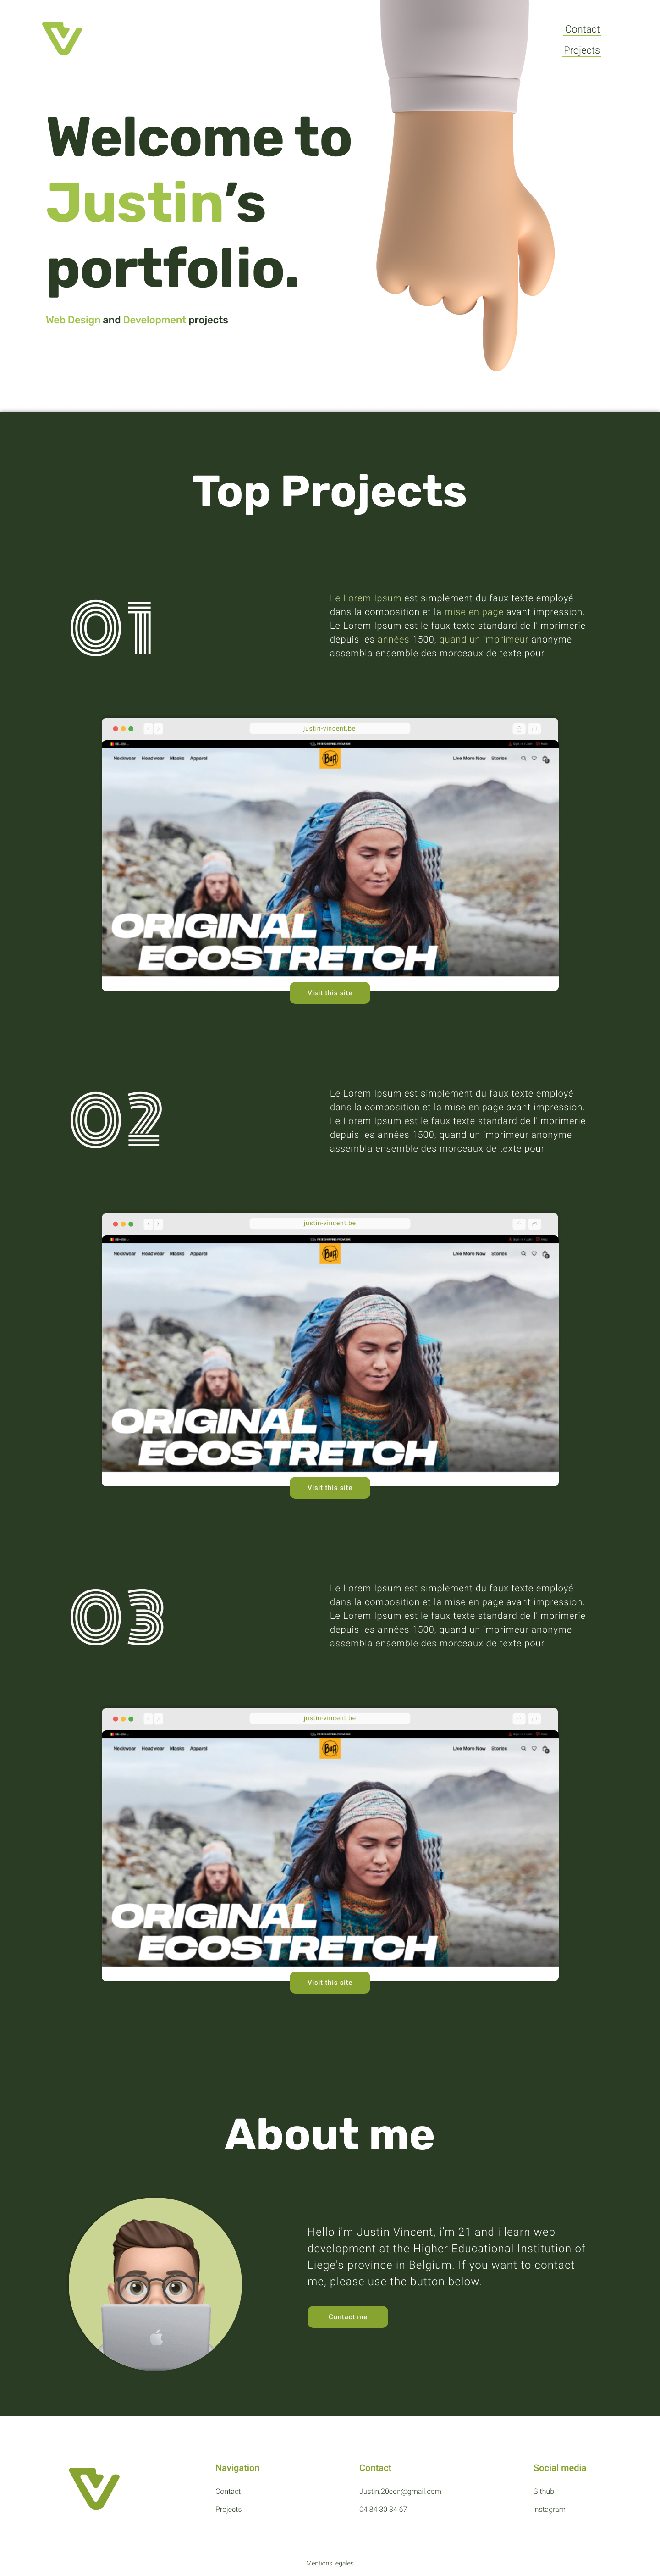 Contact
Projects
Welcome to
Justin's
portfolio.
Web Design and Development projects
Top Projects
01
Le Lorem Ipsum est simplement du faux texte employé
dans la composition et la mise en page avant impression.
Le Lorem Ipsum est le faux texte standard de l'imprimerie
depuis les années 1500, quand un imprimeur anonyme
assembla ensemble des morceaux de texte pour
justin-vincent.be
FREE SHIPPING FROM 50€
Neckwear Headwear Masks Apparel
Buff
Live More Now Stories
ORIGINAL
ECOSTRETCH
Visit this site
02
Le Lorem Ipsum est simplement du faux texte employé
dans la composition et la mise en page avant impression.
Le Lorem Ipsum est le faux texte standard de l'imprimerie
depuis les années 1500, quand un imprimeur anonyme
assembla ensemble des morceaux de texte pour
justin-vincent.be
FREE SHIPPING FROM 50€
Neckwear Headwear Masks Apparel
Buff
Live More Now Stories
ORIGINAL
ECOSTRETCH
Visit this site
03
Le Lorem Ipsum est simplement du faux texte employé
dans la composition et la mise en page avant impression.
Le Lorem Ipsum est le faux texte standard de l'imprimerie
depuis les années 1500, quand un imprimeur anonyme
assembla ensemble des morceaux de texte pour
justin-vincent.be
FREE SHIPPING FROM 50€
Neckwear Headwear Masks Apparel
Buff
Live More Now Stories
ORIGINAL
ECOSTRETCH
Visit this site
About me
Hello i'm Justin Vincent, i'm 21 and i learn web
development at the Higher Educational Institution of
Liege's province in Belgium. If you want to contact
me, please use the button below.
Contact me
Navigation
Contact
Projects
Contact
Justin.20cen@gmail.com
04 84 30 34 67
Social media
Github
instagram
Mentions legales